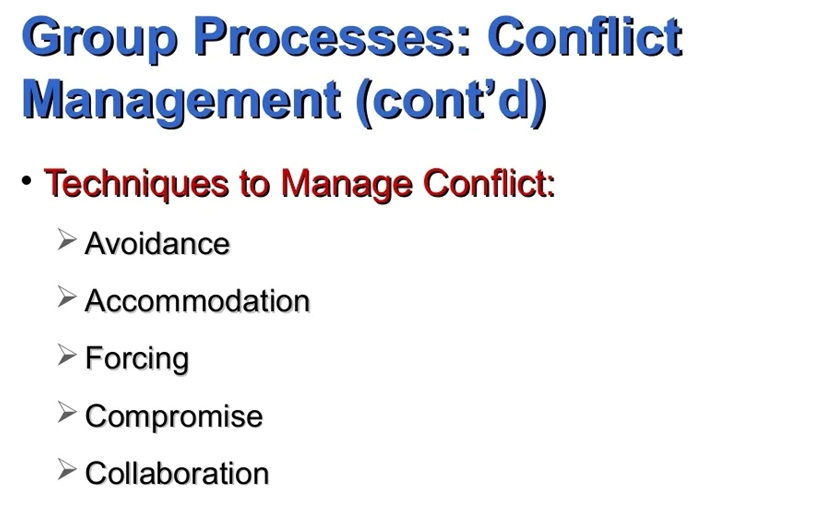 Group Processes: Conflict
Management (cont’d)
• Techniques to Manage Conflict:
➢ Avoidance
➢ Accommodation
➢ Forcing
➢ Compromise
➢ Collaboration